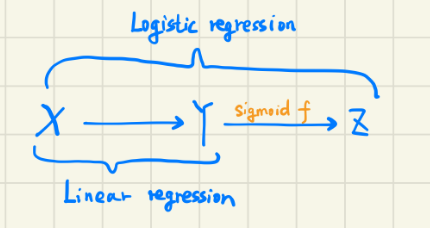 Logistic regression
X Y sigmoid f Z
Linear regression